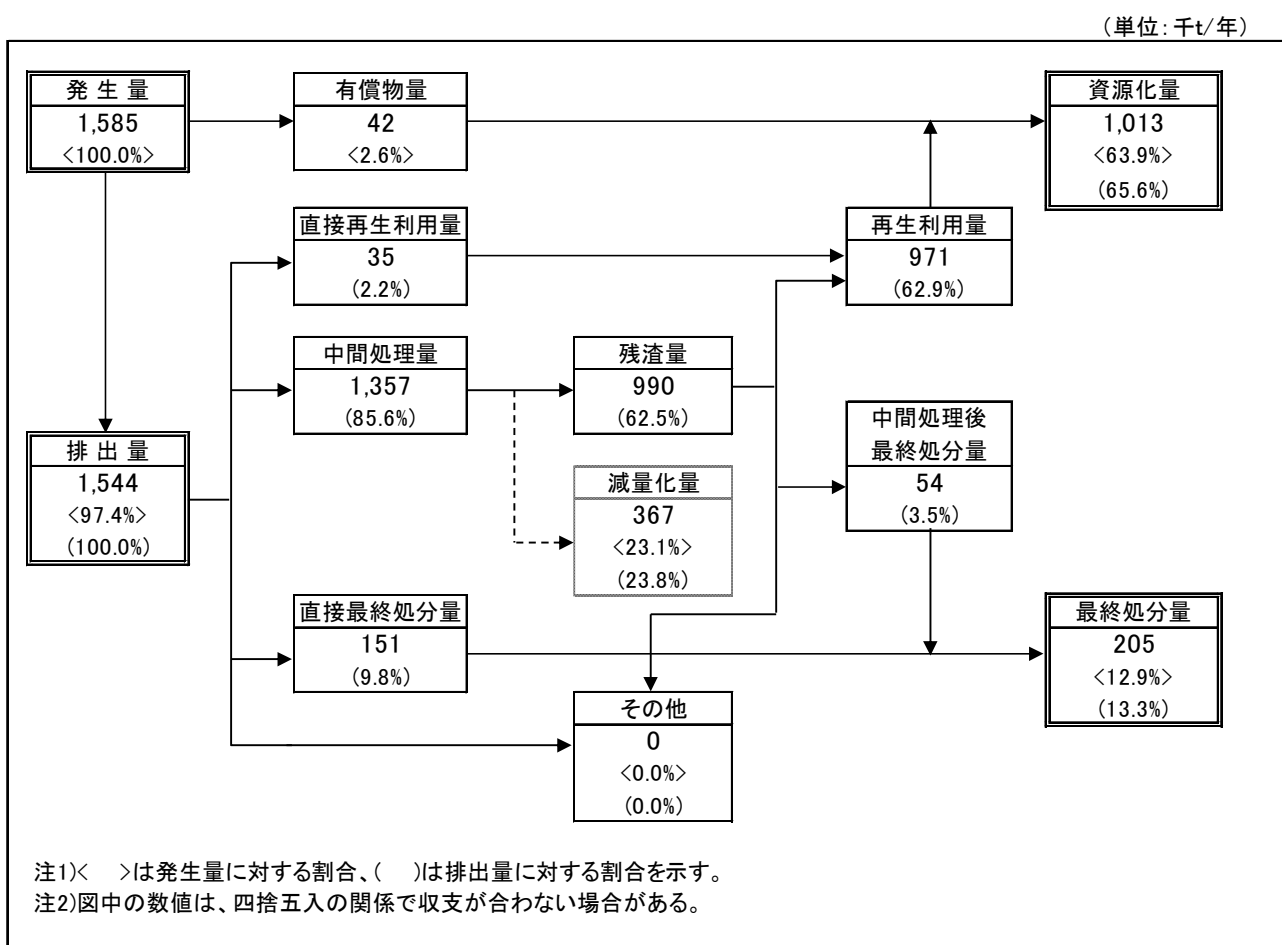 （単位：千t/年）
発 生 量
1,585
<100.0%>
有償物量
42
<2.6%>
資源化量
1,013
<63.9%>
(65.6%)
直接再生利用量
35
(2.2%)
再生利用量
971
(62.9%)
中間処理量
1,357
(85.6%)
残渣量
990
(62.5%)
中間処理後
最終処分量
54
(3.5%)
排 出 量
1,544
<97.4%>
(100.0%)
減量化量
367
<23.1%>
(23.8%)
直接最終処分量
151
(9.8%)
最終処分量
205
<12.9%>
(13.3%)
その他
0
<0.0%>
(0.0%)
注1)<　>は発生量に対する割合、(　)は排出量に対する割合を示す。
注2)図中の数値は、四捨五入の関係で収支が合わない場合がある。